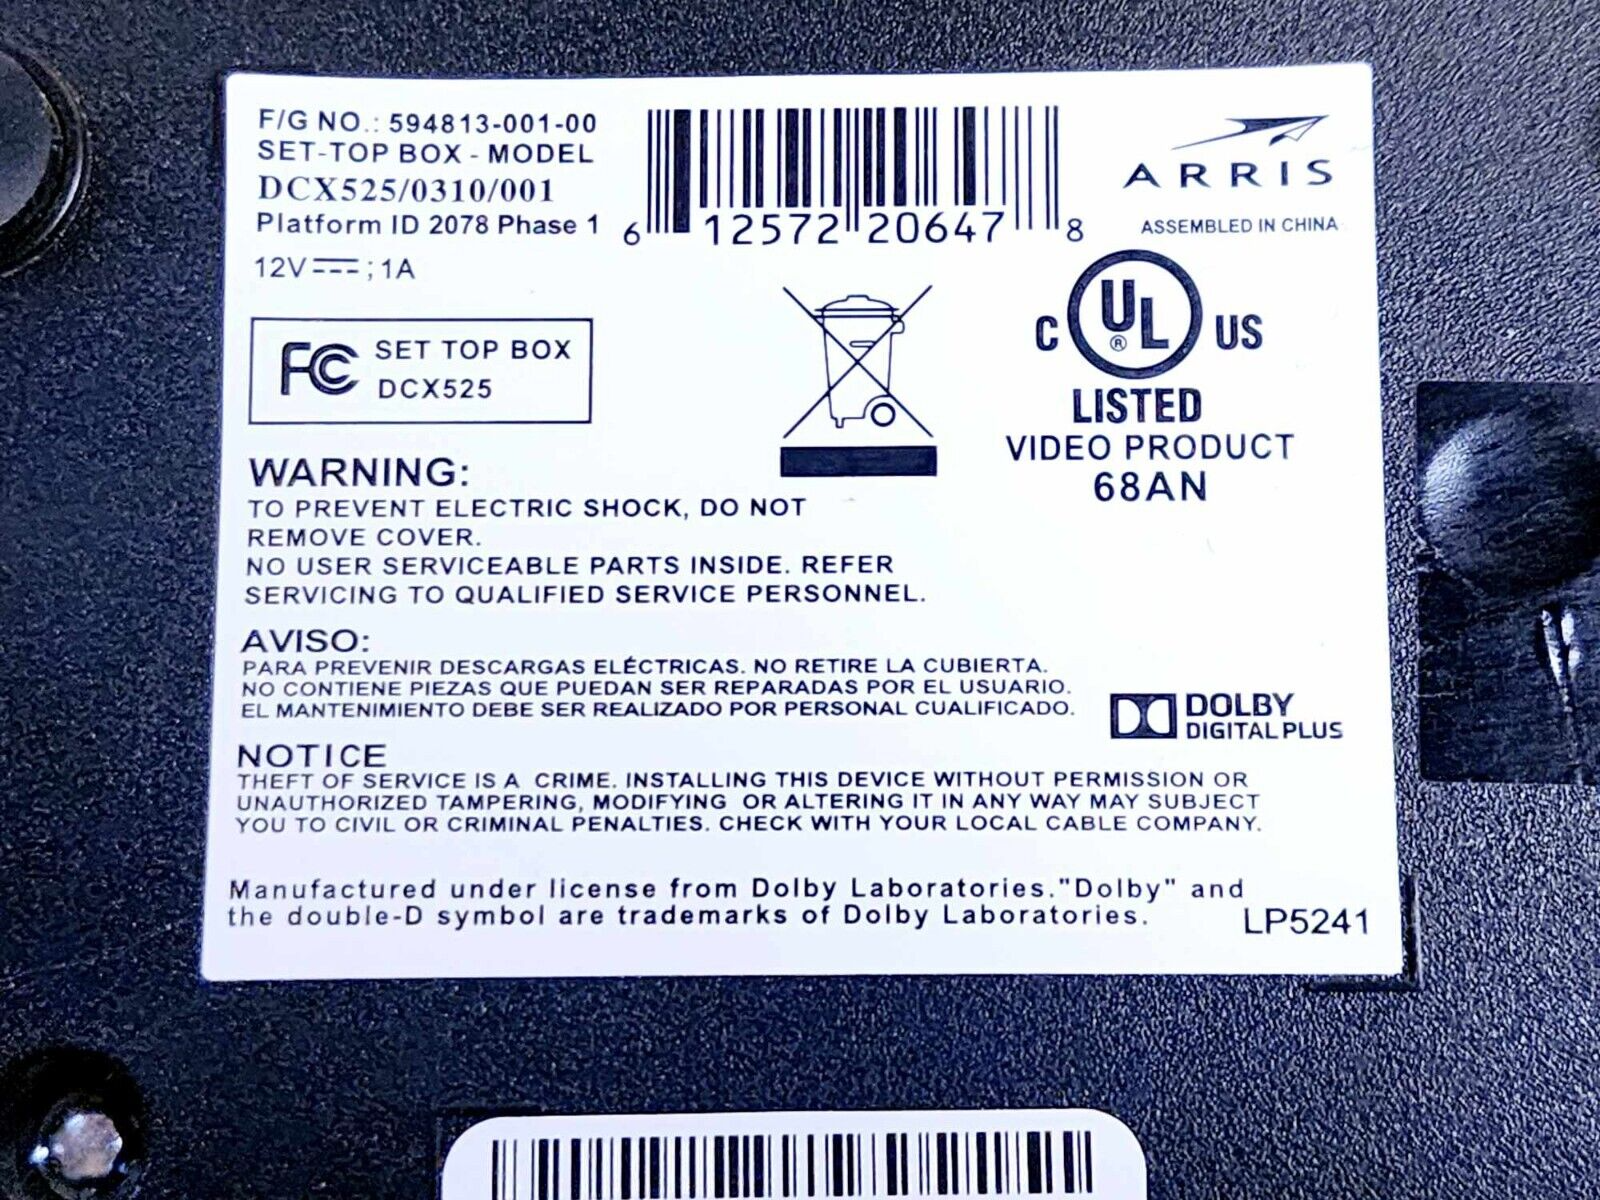 F/G NO.: 594813-001-00
SET-TOP BOX - MODEL
DCX525/0310/001
Platform ID 2078 Phase 1
12V⎓; 1A
6 12572 20647 8
ARRIS
ASSEMBLED IN CHINA
FC SET TOP BOX
DCX525
C UL® US
LISTED
VIDEO PRODUCT
68AN
WARNING:
TO PREVENT ELECTRIC SHOCK, DO NOT
REMOVE COVER.
NO USER SERVICEABLE PARTS INSIDE. REFER
SERVICING TO QUALIFIED SERVICE PERSONNEL.
AVISO:
PARA PREVENIR DESCARGAS ELÉCTRICAS. NO RETIRE LA CUBIERTA.
NO CONTIENE PIEZAS QUE PUEDAN SER REPARADAS POR EL USUARIO.
EL MANTENIMIENTO DEBE SER REALIZADO POR PERSONAL CUALIFICADO.
DOLBY
DIGITAL PLUS
NOTICE
THEFT OF SERVICE IS A CRIME. INSTALLING THIS DEVICE WITHOUT PERMISSION OR
UNAUTHORIZED TAMPERING, MODIFYING OR ALTERING IT IN ANY WAY MAY SUBJECT
YOU TO CIVIL OR CRIMINAL PENALTIES. CHECK WITH YOUR LOCAL CABLE COMPANY.
Manufactured under license from Dolby Laboratories."Dolby" and
the double-D symbol are trademarks of Dolby Laboratories.
LP5241